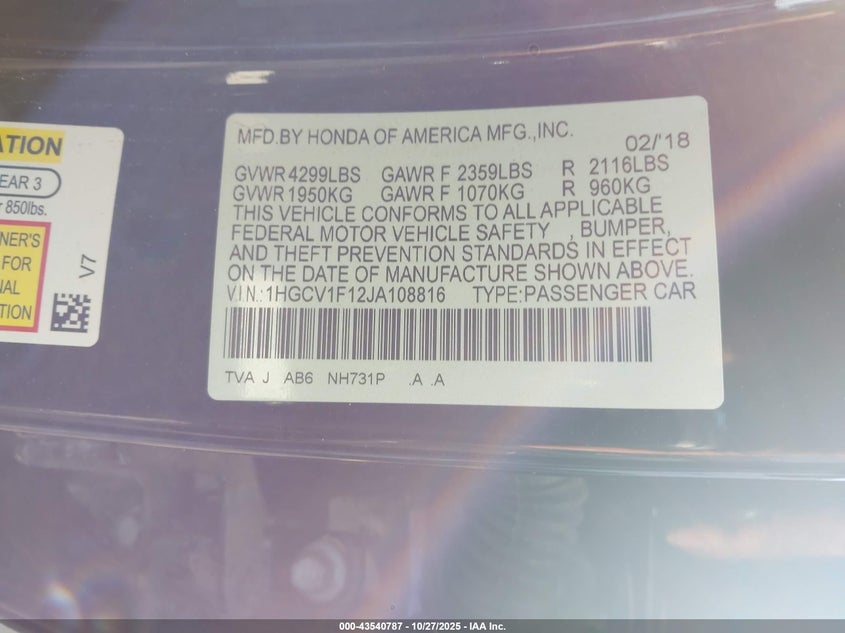 ATION
EAR 3
850lbs.
NER'S
FOR
NAL
TION
V7
MFD.BY HONDA OF AMERICA MFG.,INC. 02/'18
GVWR 4299LBS GAWR F 2359LBS R 2116LBS
GVWR 1950KG GAWR F 1070KG R 960KG
THIS VEHICLE CONFORMS TO ALL APPLICABLE
FEDERAL MOTOR VEHICLE SAFETY , BUMPER,
AND THEFT PREVENTION STANDARDS IN EFFECT
ON THE DATE OF MANUFACTURE SHOWN ABOVE.
V.I.N.:1HGCV1F12JA108816 TYPE:PASSENGER CAR
TVA J AB6 NH731P .A .A
000-43540787 - 10/27/2025 - IAA Inc.